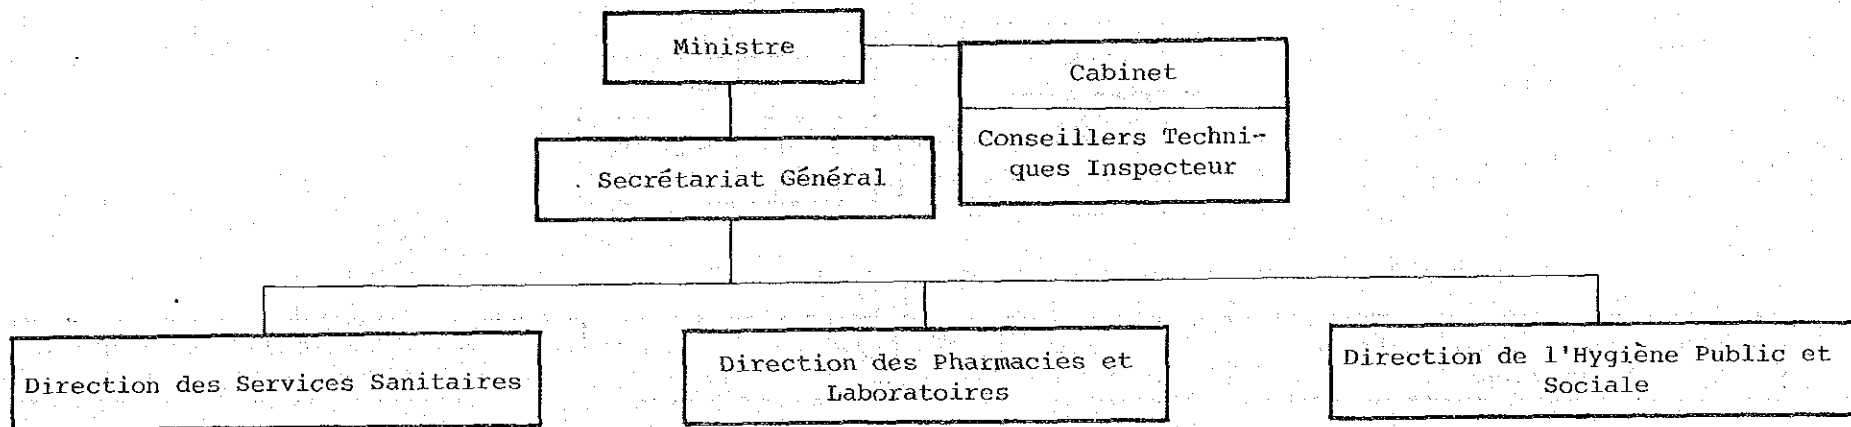 Ministre
Cabinet
Conseillers Techni-
ques Inspecteur
. Secrétariat Général
Direction des Services Sanitaires
Direction des Pharmacies et
Laboratoires
Direction de l'Hygiène Public et
Sociale